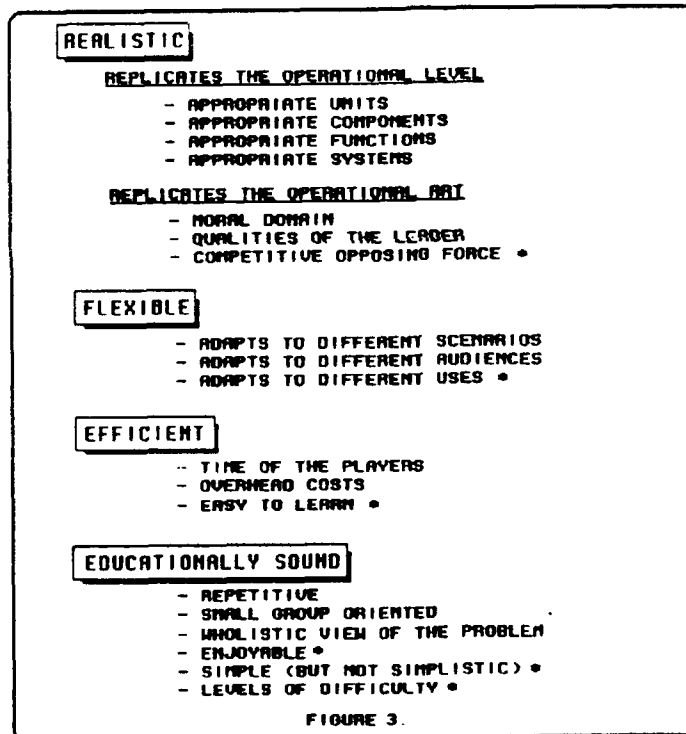 REALISTIC
REPLICATES THE OPERATIONAL LEVEL
- APPROPRIATE UNITS
- APPROPRIATE COMPONENTS
- APPROPRIATE FUNCTIONS
- APPROPRIATE SYSTEMS
REPLICATES THE OPERATIONAL ART
- MORAL DOMAIN
- QUALITIES OF THE LEADER
- COMPETITIVE OPPOSING FORCE *
FLEXIBLE
- ADAPTS TO DIFFERENT SCENARIOS
- ADAPTS TO DIFFERENT AUDIENCES
- ADAPTS TO DIFFERENT USES *
EFFICIENT
- TIME OF THE PLAYERS
- OVERHEAD COSTS
- EASY TO LEARN *
EDUCATIONALLY SOUND
- REPETITIVE
- SMALL GROUP ORIENTED
- WHOLISTIC VIEW OF THE PROBLEM
- ENJOYABLE *
- SIMPLE (BUT NOT SIMPLISTIC) *
- LEVELS OF DIFFICULTY *
FIGURE 3.